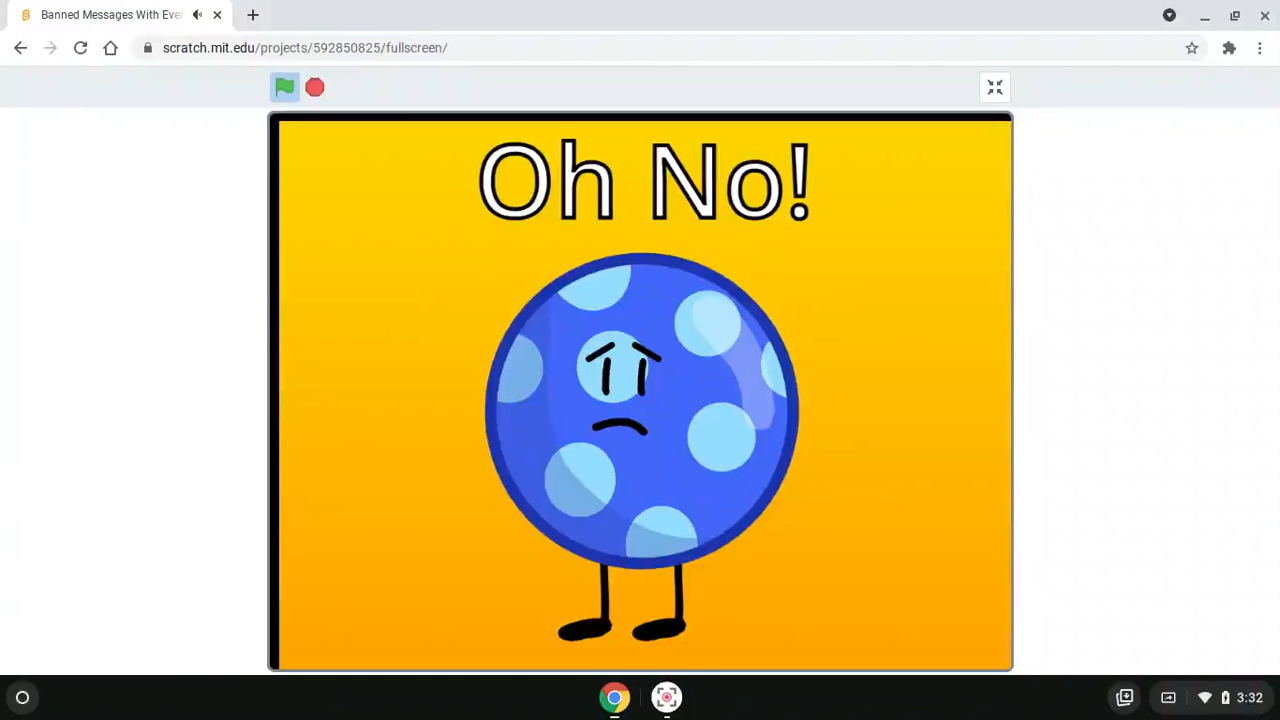 Banned Messages With Eve
scratch.mit.edu/projects/592850825/fullscreen/
Oh No!
3:32